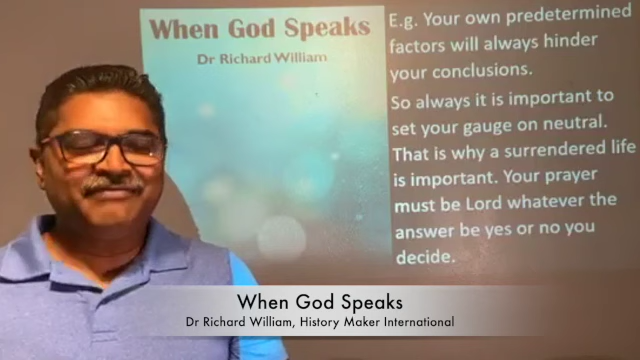 When God Speaks
Dr Richard William
E.g. Your own predetermined
factors will always hinder
your conclusions.
So always it is important to
set your gauge on neutral.
That is why a surrendered life
is important. Your prayer
must be Lord whatever the
answer be yes or no you
decide.
When God Speaks
Dr Richard William, History Maker International